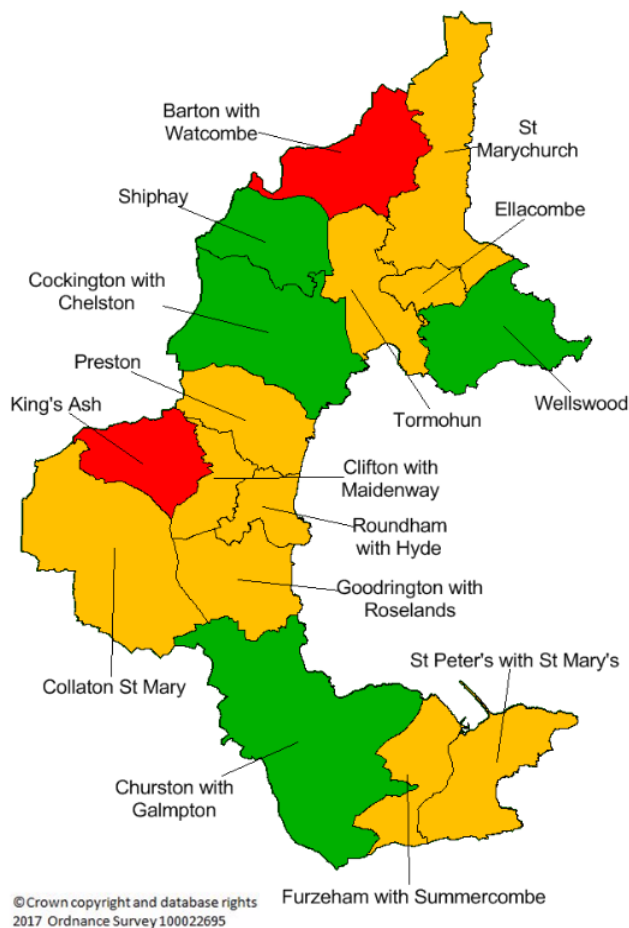 Barton with
Watcombe
St
Marychurch
Shiphay
Ellacombe
Cockington with
Chelston
Preston
King's Ash
Tormohun
Wellswood
Clifton with
Maidenway
Roundham
with Hyde
Goodrington with
Roselands
St Peter's with St Mary's
Collaton St Mary
Churston with
Galmpton
Furzeham with Summercombe
©Crown copyright and database rights
2017 Ordnance Survey 100022695